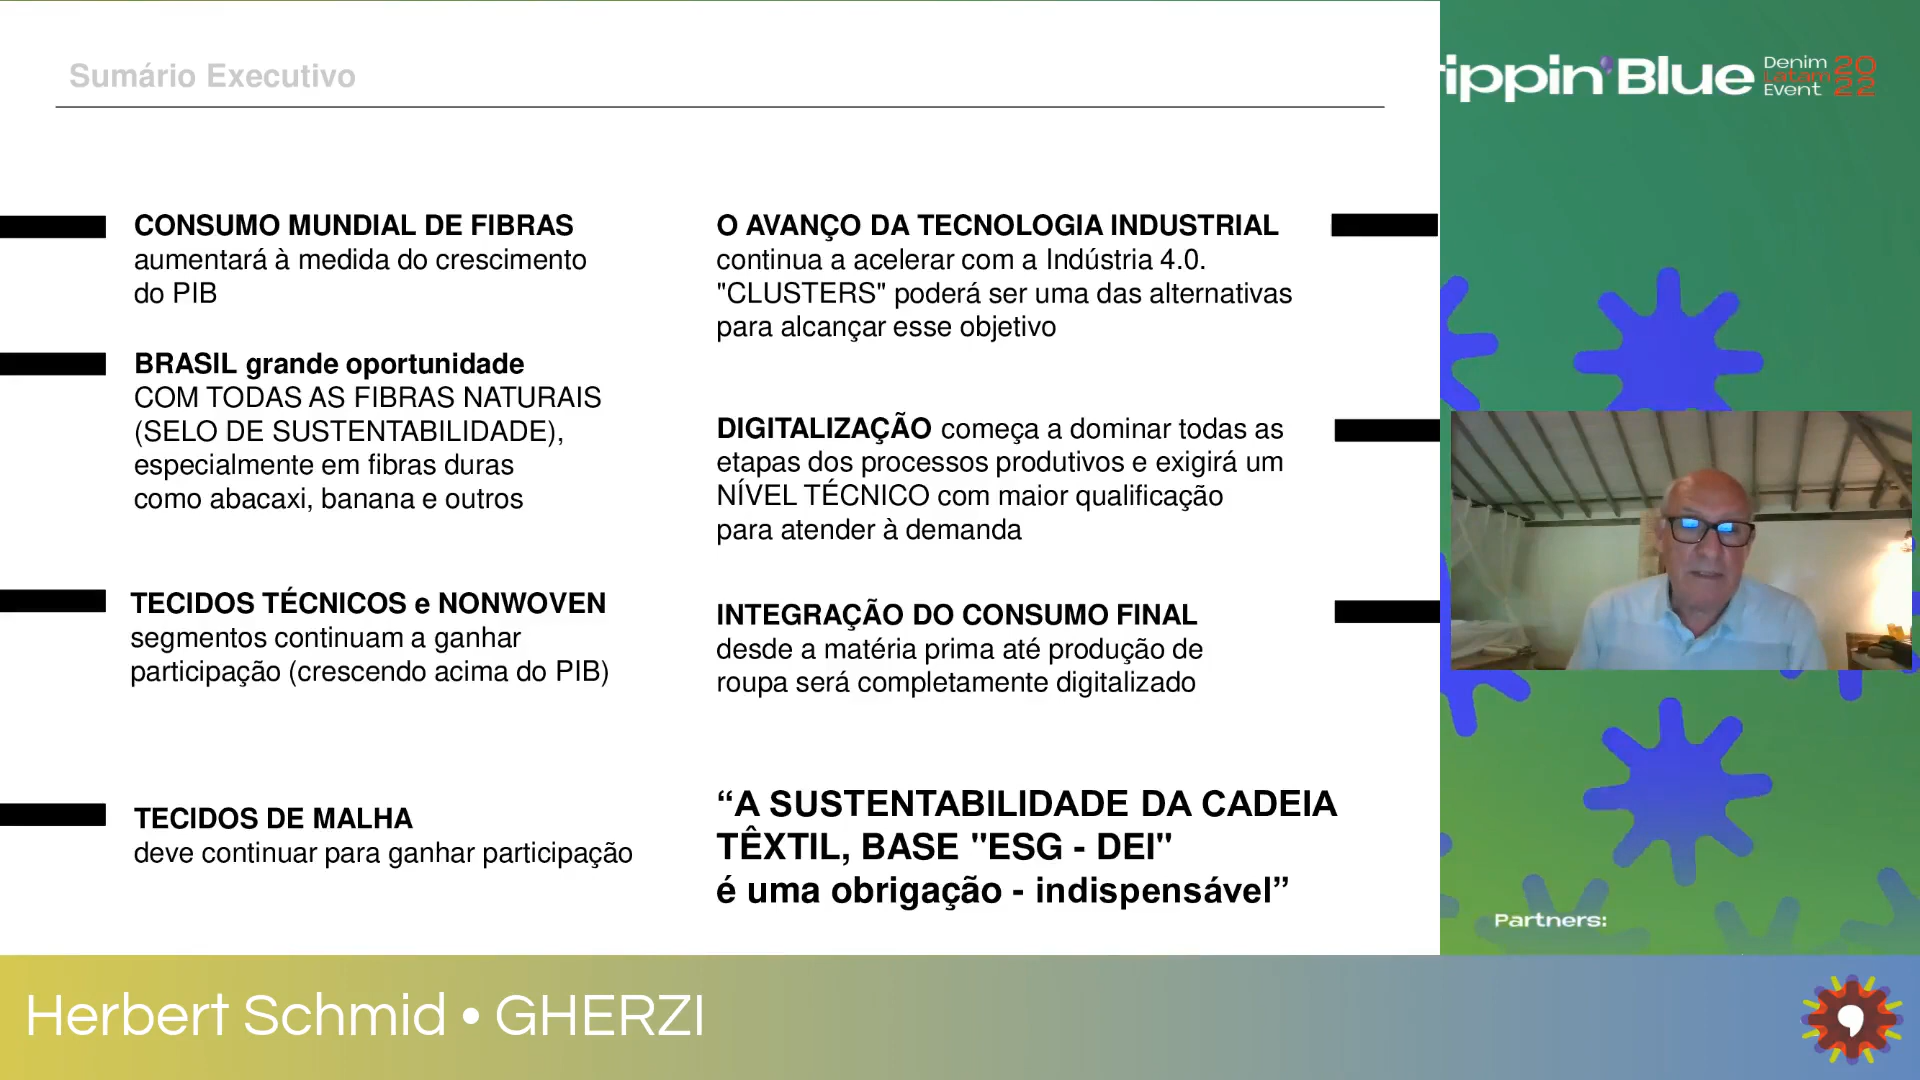 Sumário Executivo
CONSUMO MUNDIAL DE FIBRAS
aumentará à medida do crescimento
do PIB
BRASIL grande oportunidade
COM TODAS AS FIBRAS NATURAIS
(SELO DE SUSTENTABILIDADE),
especialmente em fibras duras
como abacaxi, banana e outros
TECIDOS TÉCNICOS e NONWOVEN
segmentos continuam a ganhar
participação (crescendo acima do PIB)
TECIDOS DE MALHA
deve continuar para ganhar participação
O AVANÇO DA TECNOLOGIA INDUSTRIAL
continua a acelerar com a Indústria 4.0.
"CLUSTERS" poderá ser uma das alternativas
para alcançar esse objetivo
DIGITALIZAÇÃO começa a dominar todas as
etapas dos processos produtivos e exigirá um
NÍVEL TÉCNICO com maior qualificação
para atender à demanda
INTEGRAÇÃO DO CONSUMO FINAL
desde a matéria prima até produção de
roupa será completamente digitalizado
“A SUSTENTABILIDADE DA CADEIA
TÊXTIL, BASE "ESG - DEI"
é uma obrigação - indispensável”
rippin'Blue
Denim
Latam
Event
20
22
Partners:
Herbert Schmid • GHERZI